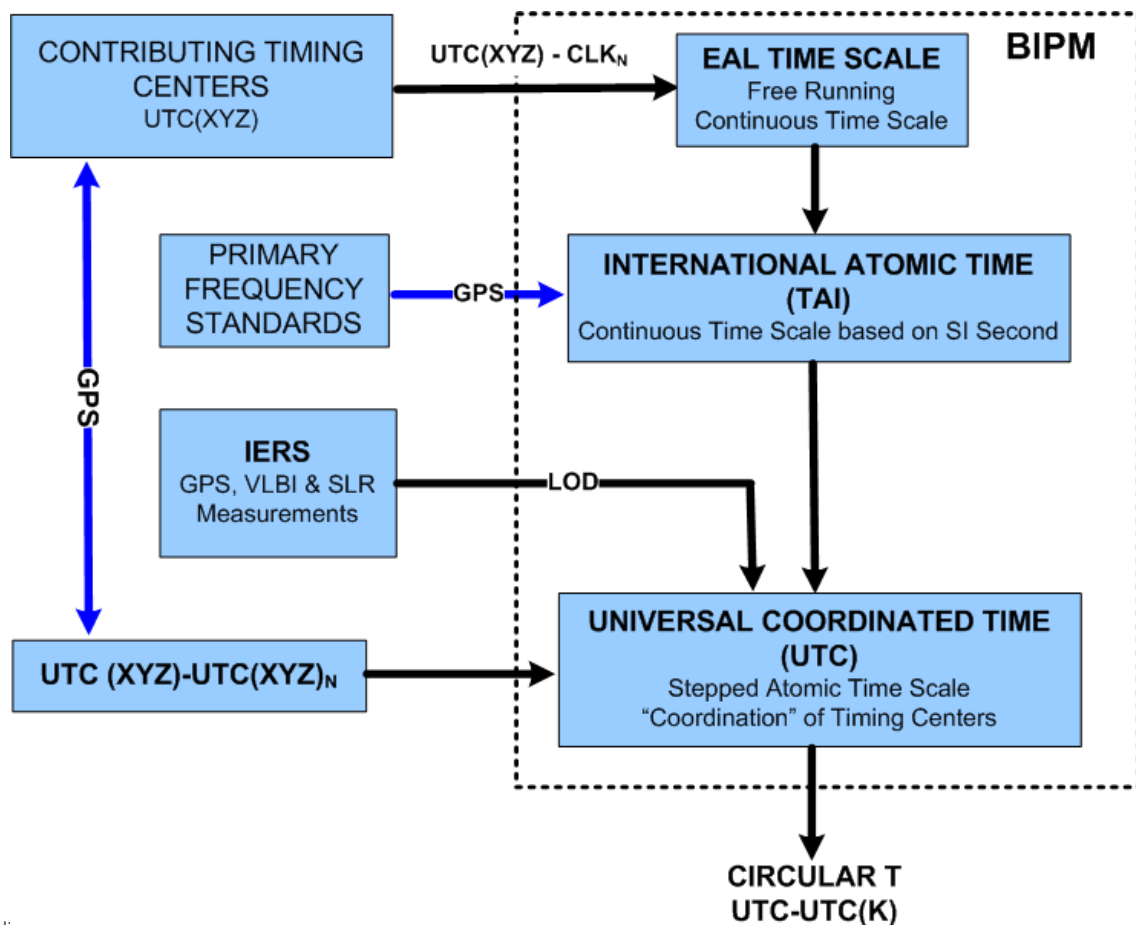 CONTRIBUTING TIMING
CENTERS
UTC(XYZ)
UTC(XYZ) - CLKN
EAL TIME SCALE
Free Running
Continuous Time Scale
BIPM
PRIMARY
FREQUENCY
STANDARDS
GPS
INTERNATIONAL ATOMIC TIME
(TAI)
Continuous Time Scale based on SI Second
GPS
IERS
GPS, VLBI & SLR
Measurements
LOD
UTC (XYZ)-UTC(XYZ)N
UNIVERSAL COORDINATED TIME
(UTC)
Stepped Atomic Time Scale
“Coordination” of Timing Centers
CIRCULAR T
UTC-UTC(K)